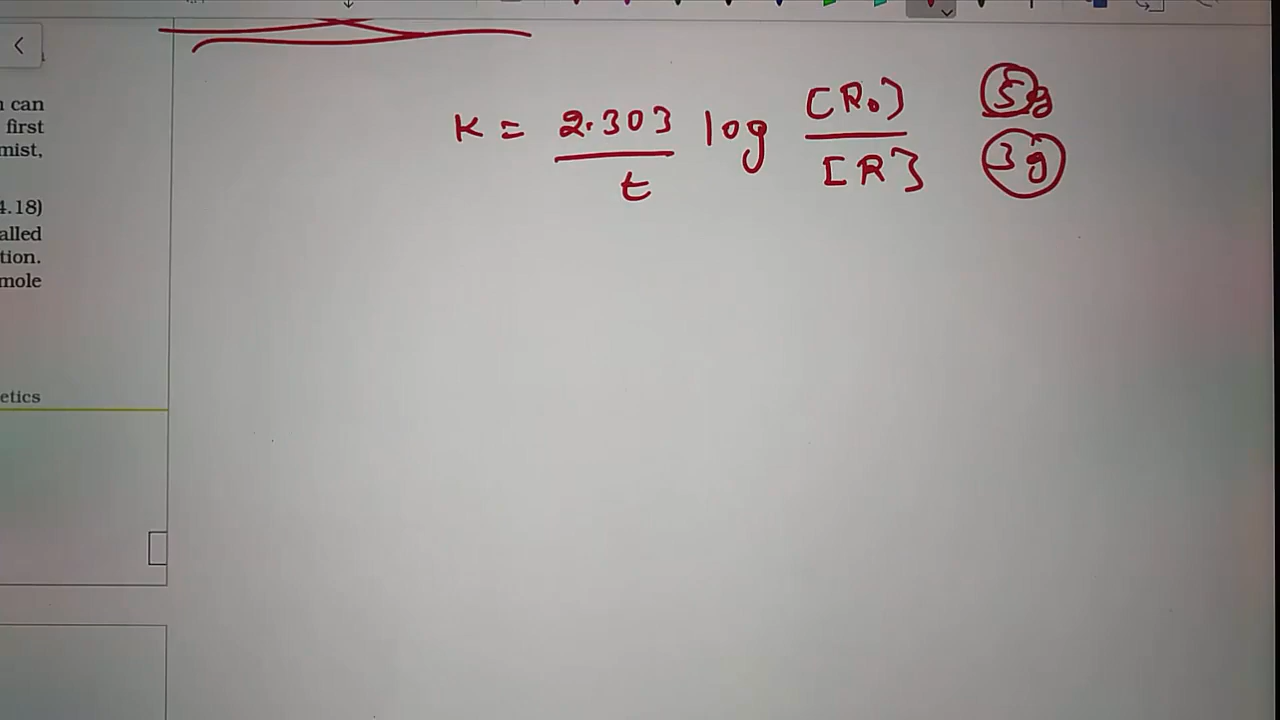 n can
first
mist,
4.18)
alled
tion.
mole
etics
K = 2.303 / t log [R₀] / [R]
5g
3g